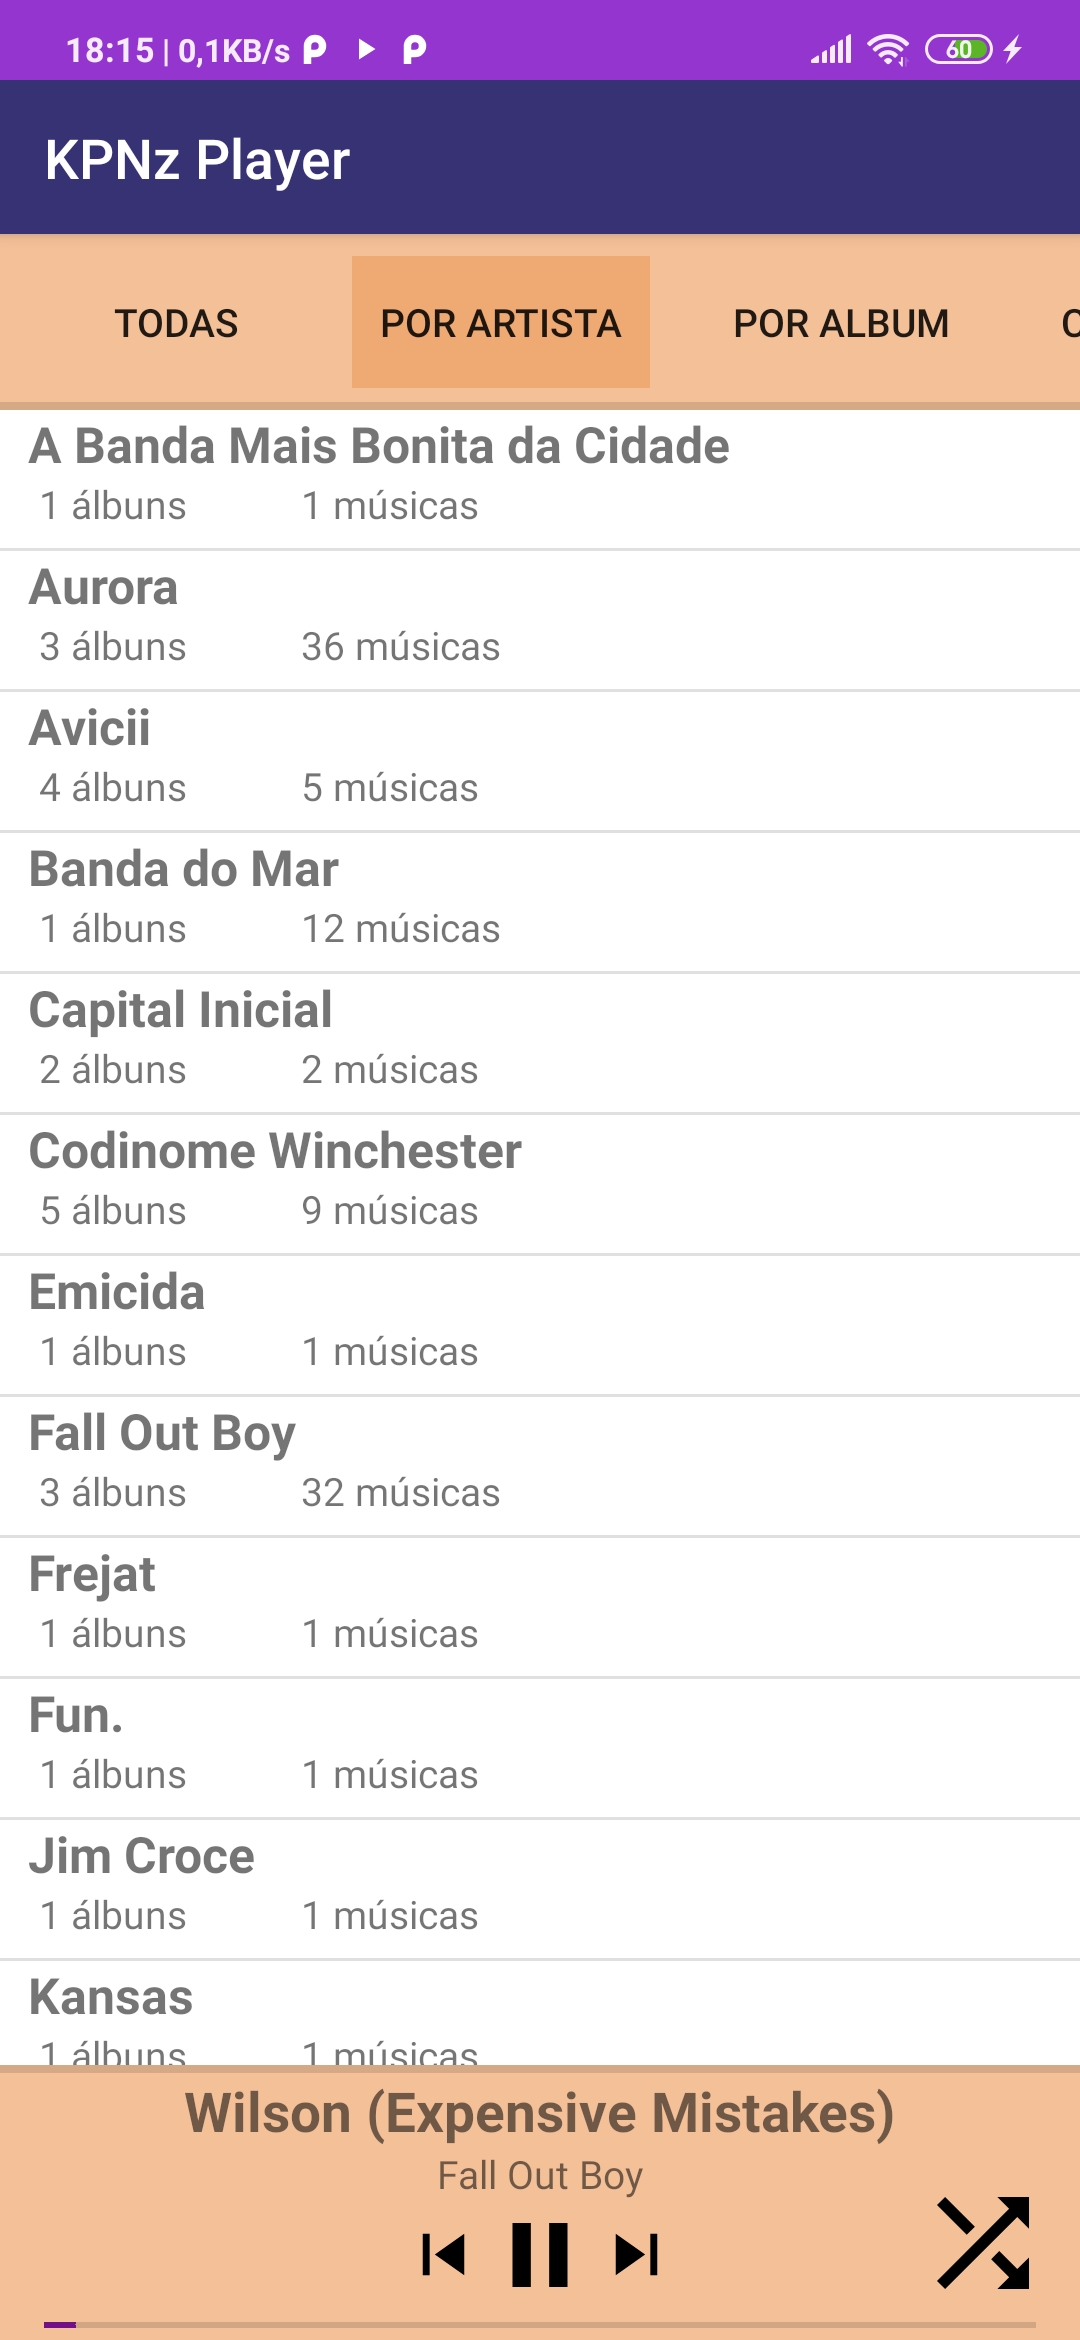 18:15 | 0,1KB/s
60
KPNz Player
TODAS POR ARTISTA POR ALBUM
A Banda Mais Bonita da Cidade
1 álbuns 1 músicas
Aurora
3 álbuns 36 músicas
Avicii
4 álbuns 5 músicas
Banda do Mar
1 álbuns 12 músicas
Capital Inicial
2 álbuns 2 músicas
Codinome Winchester
5 álbuns 9 músicas
Emicida
1 álbuns 1 músicas
Fall Out Boy
3 álbuns 32 músicas
Frejat
1 álbuns 1 músicas
Fun.
1 álbuns 1 músicas
Jim Croce
1 álbuns 1 músicas
Kansas
1 álbuns 1 músicas
Wilson (Expensive Mistakes)
Fall Out Boy